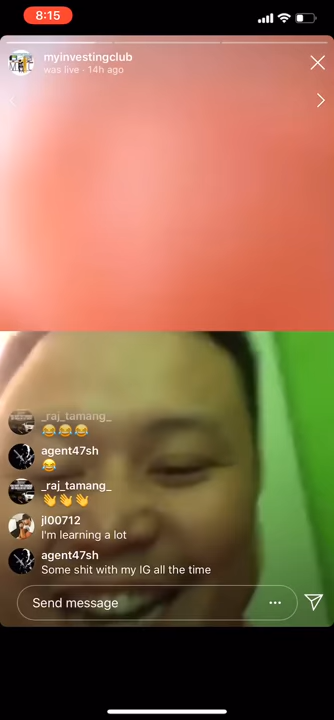 8:15
myinvestingclub
was live · 14h ago
_raj_tamang_
😂😂😂
agent47sh
😂
_raj_tamang_
👋👋👋
jl00712
I'm learning a lot
agent47sh
Some shit with my IG all the time
Send message